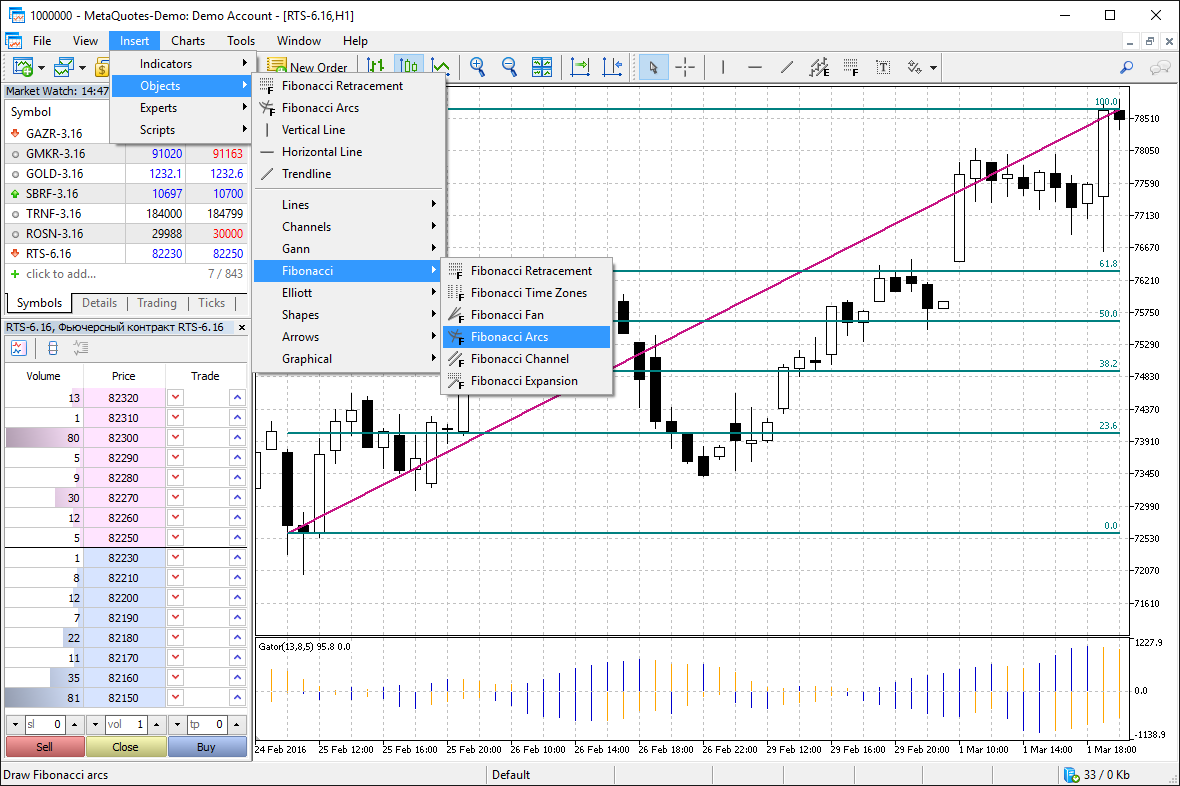 1000000 - MetaQuotes-Demo: Demo Account - [RTS-6.16,H1]
File View Insert Charts Tools Window Help
New Order
Indicators
Objects
Experts
Scripts
Fibonacci Retracement
Fibonacci Arcs
Vertical Line
Horizontal Line
Trendline
Lines
Channels
Gann
Fibonacci
Elliott
Shapes
Arrows
Graphical
Fibonacci Retracement
Fibonacci Time Zones
Fibonacci Fan
Fibonacci Arcs
Fibonacci Channel
Fibonacci Expansion
Market Watch: 14:47
Symbol
GAZR-3.16
GMKR-3.16 91020 91163
GOLD-3.16 1232.1 1232.6
SBRF-3.16 10697 10700
TRNF-3.16 184000 184799
ROSN-3.16 29988 30000
RTS-6.16 82230 82250
click to add... 7 / 843
Symbols Details Trading Ticks
RTS-6.16, Фьючерсный контракт RTS-6.16
Volume Price Trade
13 82320
1 82310
80 82300
5 82290
9 82280
30 82270
12 82260
5 82250
1 82230
8 82210
12 82200
7 82190
22 82180
11 82170
35 82160
81 82150
sl 0 vol 1 tp 0
Sell Close Buy
100.0
61.8
50.0
38.2
23.6
0.0
78510
78050
77590
77130
76670
76210
75750
75290
74830
74370
73910
73450
72990
72530
72070
71610
Gator(13,8,5) 95.8 0.0
1227.9
0.0
-1138.9
24 Feb 2016 25 Feb 12:00 25 Feb 16:00 25 Feb 20:00 26 Feb 10:00 26 Feb 14:00 26 Feb 18:00 26 Feb 22:00 29 Feb 12:00 29 Feb 16:00 29 Feb 20:00 1 Mar 10:00 1 Mar 14:00 1 Mar 18:00
Draw Fibonacci arcs Default 33 / 0 Kb